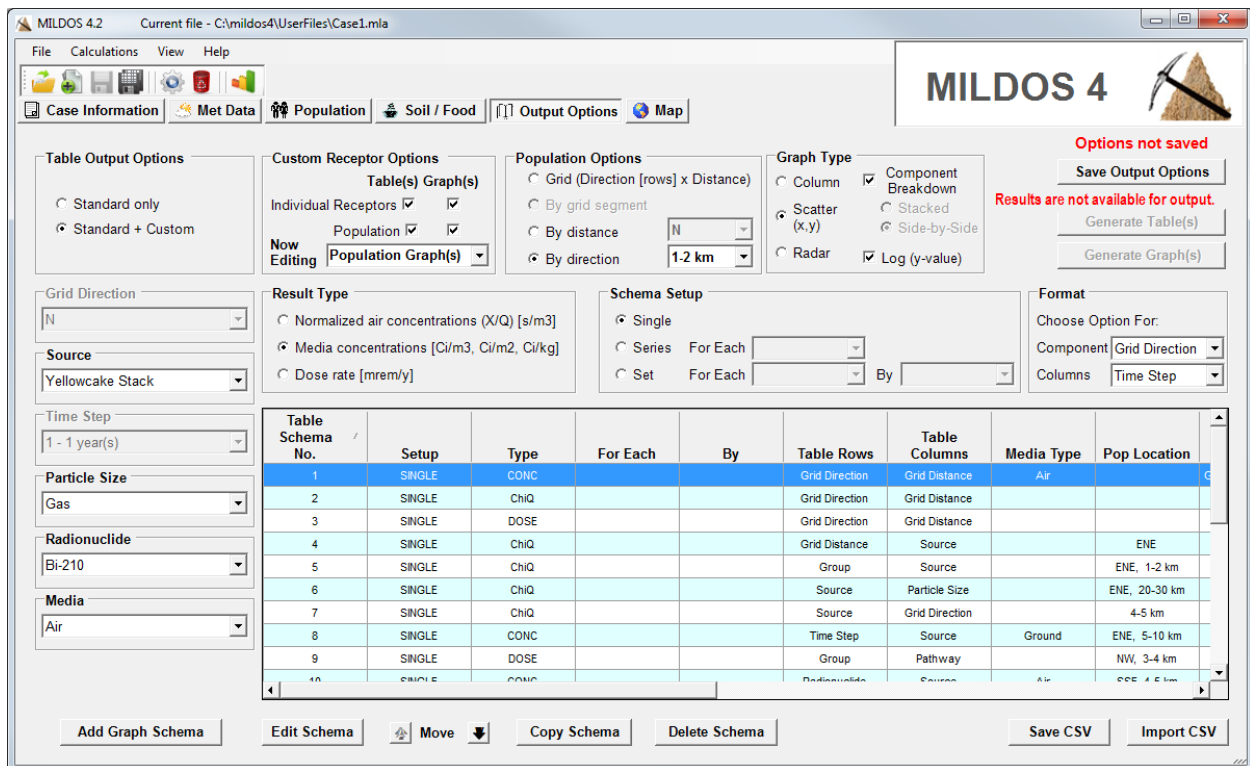 MILDOS 4.2 Current file - C:\mildos4\UserFiles\Case1.mla
File Calculations View Help
MILDOS 4
Case Information Met Data Population Soil / Food Output Options Map
Options not saved
Save Output Options
Results are not available for output.
Generate Table(s)
Generate Graph(s)
Table Output Options
Standard only
Standard + Custom
Custom Receptor Options
Table(s) Graph(s)
Individual Receptors
Population
Now
Editing Population Graph(s)
Population Options
Grid (Direction [rows] x Distance)
By grid segment
By distance N
By direction 1-2 km
Graph Type
Column
Scatter
(x,y)
Radar
Component
Breakdown
Stacked
Side-by-Side
Log (y-value)
Grid Direction
N
Source
Yellowcake Stack
Time Step
1 - 1 year(s)
Particle Size
Gas
Radionuclide
Bi-210
Media
Air
Result Type
Normalized air concentrations (X/Q) [s/m3]
Media concentrations [Ci/m3, Ci/m2, Ci/kg]
Dose rate [mrem/y]
Schema Setup
Single
Series For Each
Set For Each By
Format
Choose Option For:
Component Grid Direction
Columns Time Step
Table
Schema
No. Setup Type For Each By Table Rows Table
Columns Media Type Pop Location
1 SINGLE CONC Grid Direction Grid Distance Air G
2 SINGLE ChiQ Grid Direction Grid Distance
3 SINGLE DOSE Grid Direction Grid Distance
4 SINGLE ChiQ Grid Distance Source ENE
5 SINGLE ChiQ Group Source ENE, 1-2 km
6 SINGLE ChiQ Source Particle Size ENE, 20-30 km
7 SINGLE ChiQ Source Grid Direction 4-5 km
8 SINGLE CONC Time Step Source Ground ENE, 5-10 km
9 SINGLE DOSE Group Pathway NW, 3-4 km
10 SINGLE CONC Radionuclide Source Air SSE, 4-5 km
Add Graph Schema Edit Schema Move Copy Schema Delete Schema Save CSV Import CSV